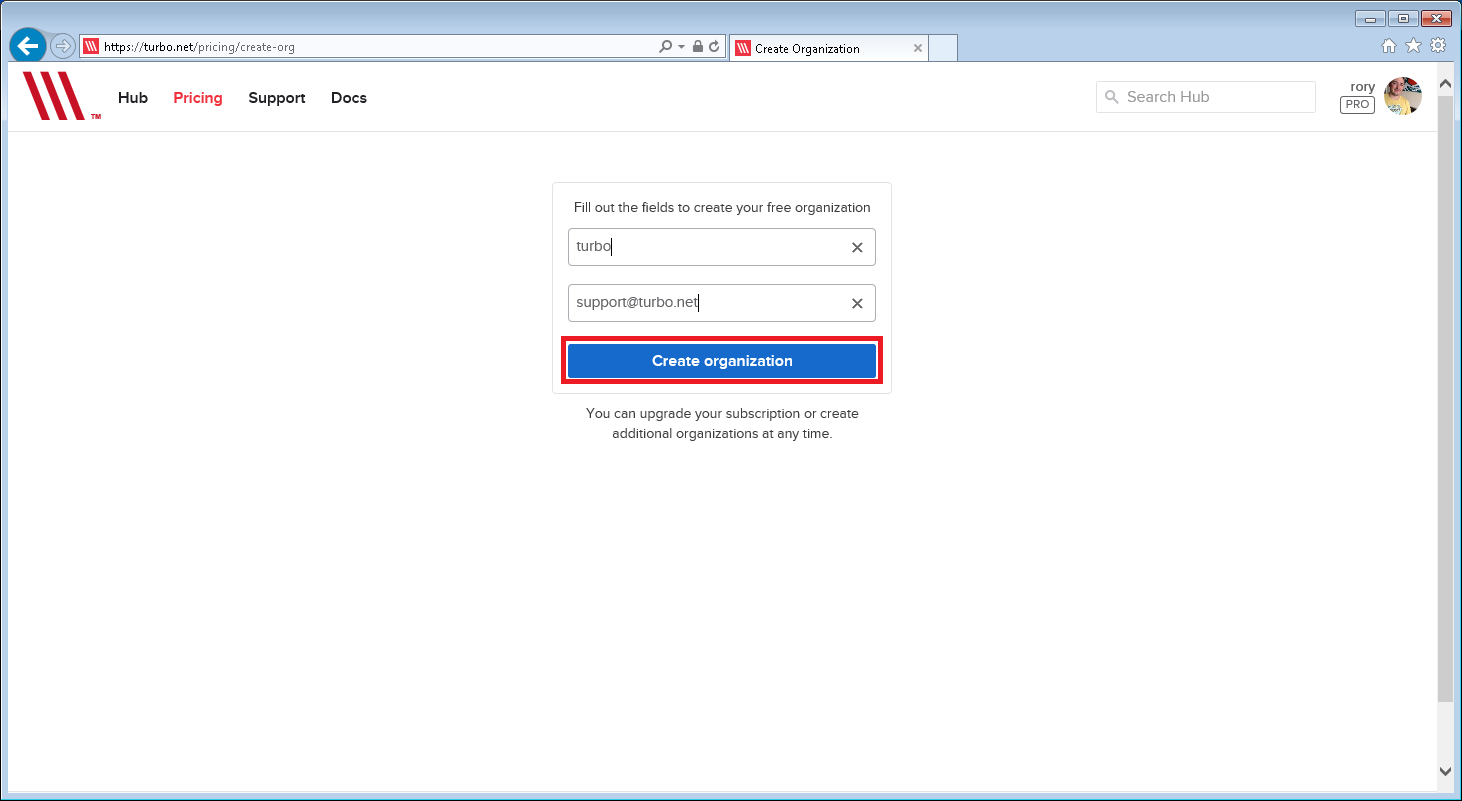 https://turbo.net/pricing/create-org
Create Organization
TM
Hub
Pricing
Support
Docs
Search Hub
rory
PRO
Fill out the fields to create your free organization
turbo
support@turbo.net
Create organization
You can upgrade your subscription or create
additional organizations at any time.